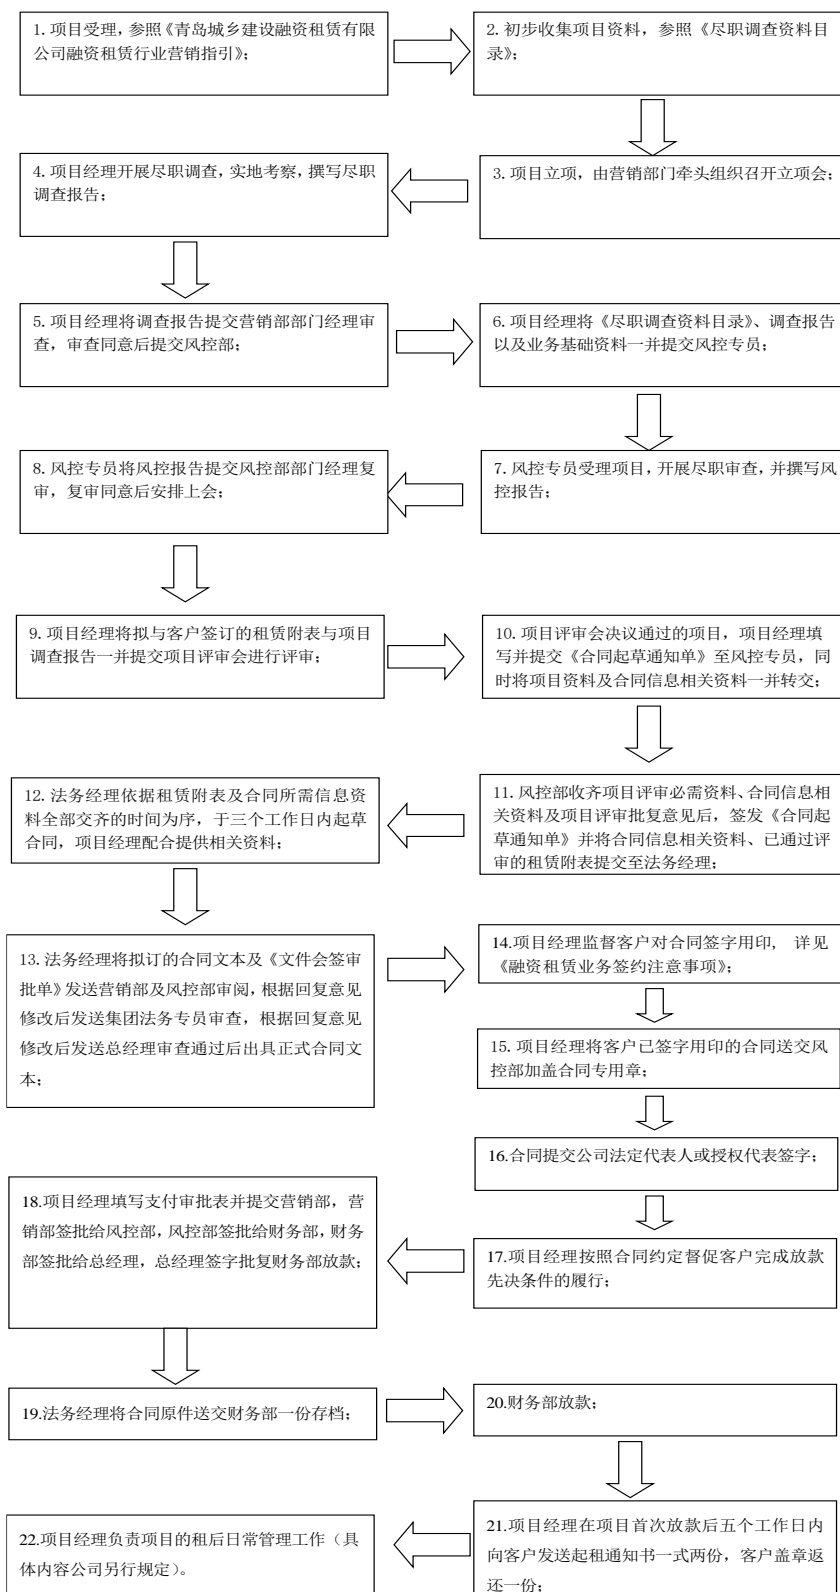 1. 项目受理，参照《青岛城乡建设融资租赁有限
公司融资租赁行业营销指引》；
2. 初步收集项目资料，参照《尽职调查资料目
录》；
3. 项目立项，由营销部门牵头组织召开立项会；
4. 项目经理开展尽职调查，实地考察，撰写尽职
调查报告；
5. 项目经理将调查报告提交营销部部门经理审
查，审查同意后提交风控部；
6. 项目经理将《尽职调查资料目录》、调查报告
以及业务基础资料一并提交风控专员；
7. 风控专员受理项目，开展尽职审查，并撰写风
控报告；
8. 风控专员将风控报告提交风控部部门经理复
审，复审同意后安排上会；
9. 项目经理将拟与客户签订的租赁附表与项目
调查报告一并提交项目评审会进行评审；
10. 项目评审会决议通过的项目，项目经理填
写并提交《合同起草通知单》至风控专员，同
时将项目资料及合同信息相关资料一并转交；
11. 风控部收齐项目评审必需资料、合同信息相
关资料及项目评审批复意见后，签发《合同起
草通知单》并将合同信息相关资料、已通过评
审的租赁附表提交至法务经理；
12. 法务经理依据租赁附表及合同所需信息资
料全部交齐的时间为序，于三个工作日内起草
合同，项目经理配合提供相关资料；
13. 法务经理将拟订的合同文本及《文件会签审
批单》发送营销部及风控部审阅，根据回复意见
修改后发送集团法务专员审查，根据回复意见
修改后发送总经理审查通过后出具正式合同文
本；
14.项目经理监督客户对合同签字用印， 详见
《融资租赁业务签约注意事项》；
15. 项目经理将客户已签字用印的合同送交风
控部加盖合同专用章；
16.合同提交公司法定代表人或授权代表签字；
17.项目经理按照合同约定督促客户完成放款
先决条件的履行；
18.项目经理填写支付审批表并提交营销部，营
销部签批给风控部，风控部签批给财务部，财务
部签批给总经理，总经理签字批复财务部放款；
19.法务经理将合同原件送交财务部一份存档；
20.财务部放款；
21.项目经理在项目首次放款后五个工作日内
向客户发送起租通知书一式两份，客户盖章返
还一份；
22.项目经理负责项目的租后日常管理工作（具
体内容公司另行规定）。